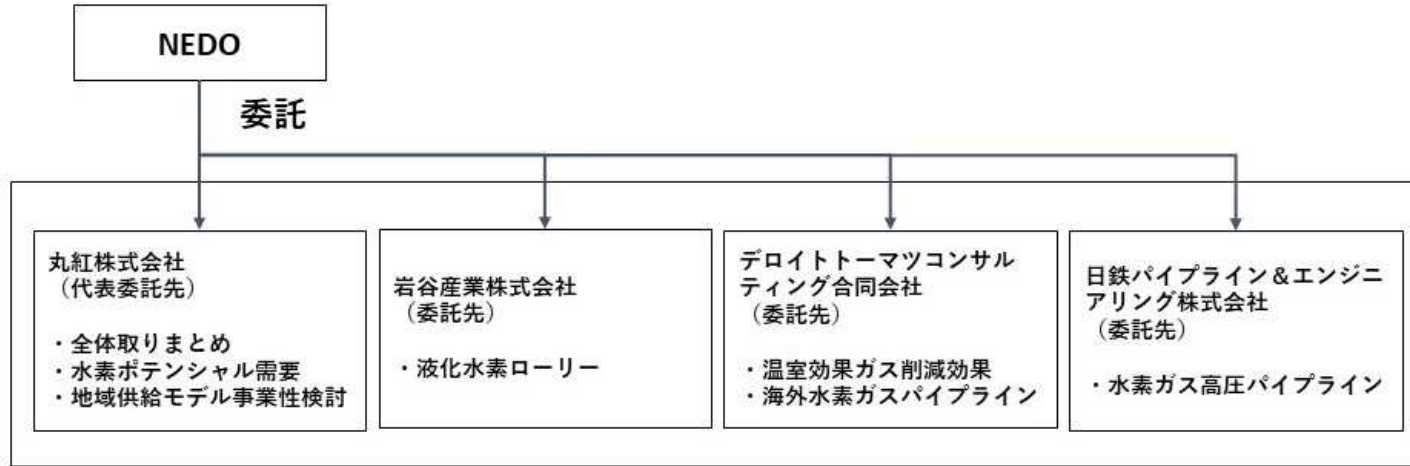 NEDO
委託
丸紅株式会社
（代表委託先）
・全体取りまとめ
・水素ポテンシャル需要
・地域供給モデル事業性検討
岩谷産業株式会社
（委託先）
・液化水素ローリー
デロイトトーマツコンサル
ティング合同会社
（委託先）
・温室効果ガス削減効果
・海外水素ガスパイプライン
日鉄パイプライン＆エンジニ
アリング株式会社
（委託先）
・水素ガス高圧パイプライン